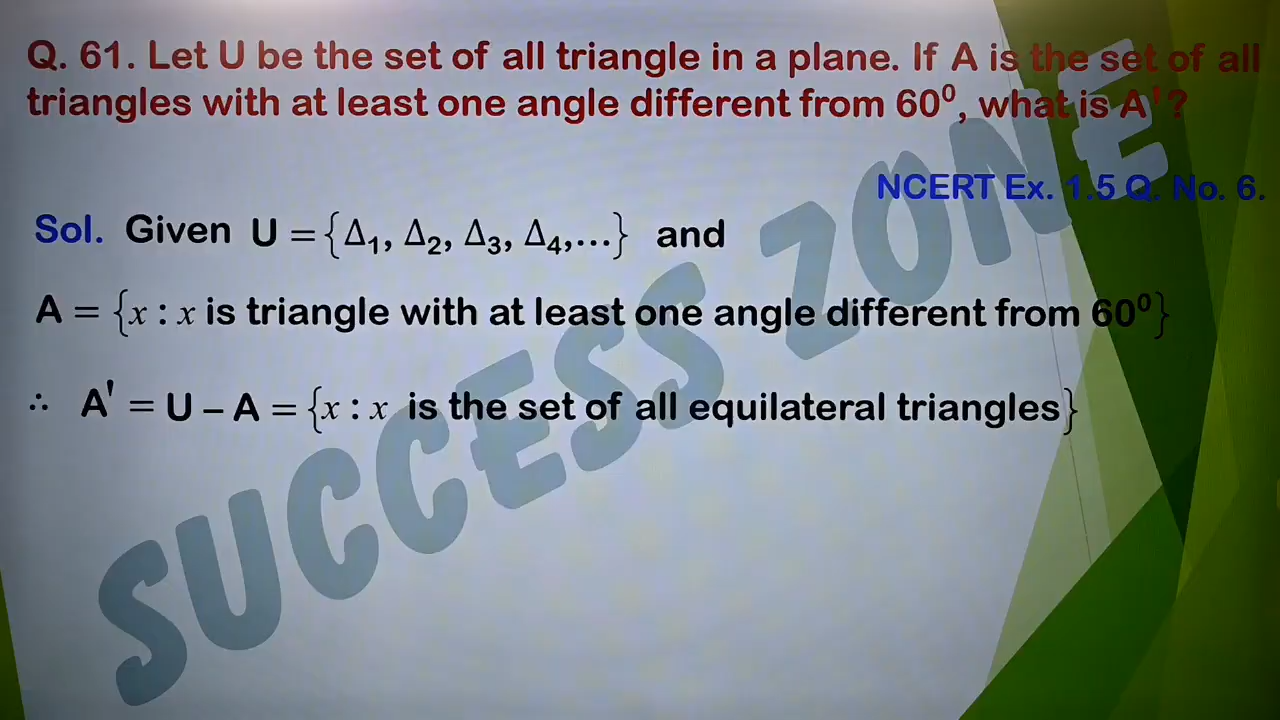 Q. 61. Let U be the set of all triangle in a plane. If A is the set of all
triangles with at least one angle different from 60⁰, what is A'?
NCERT Ex. 1.5 Q. No. 6.
Sol. Given U = {Δ₁, Δ₂, Δ₃, Δ₄,...} and
A = {x : x is triangle with at least one angle different from 60⁰}
∴ A' = U – A = {x : x is the set of all equilateral triangles}
SUCCESS ZONE